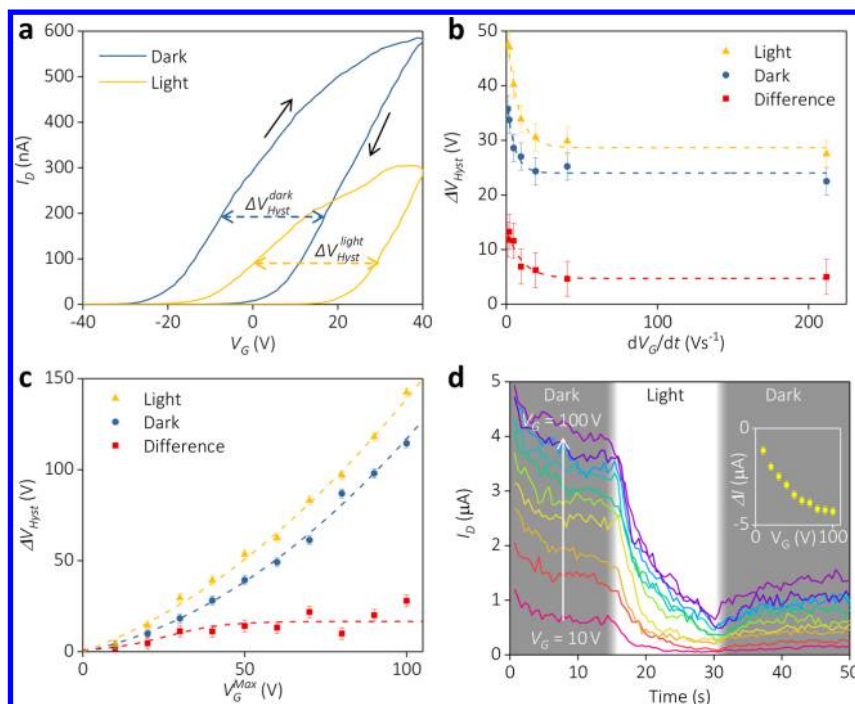 a
600
500
400
300
200
100
0
I_D (nA)
Dark
Light
ΔV_Hyst^dark
ΔV_Hyst^light
-40 -20 0 20 40
V_G (V)
b
50
40
30
20
10
0
ΔV_Hyst (V)
Light
Dark
Difference
0 100 200
dV_G/dt (Vs⁻¹)
c
150
100
50
0
ΔV_Hyst (V)
Light
Dark
Difference
0 50 100
V_G^Max (V)
d
5
4
3
2
1
0
I_D (μA)
Dark Light Dark
V_G = 100 V
V_G = 10 V
0
-5
ΔI (μA)
0 V_G (V) 100
0 10 20 30 40 50
Time (s)